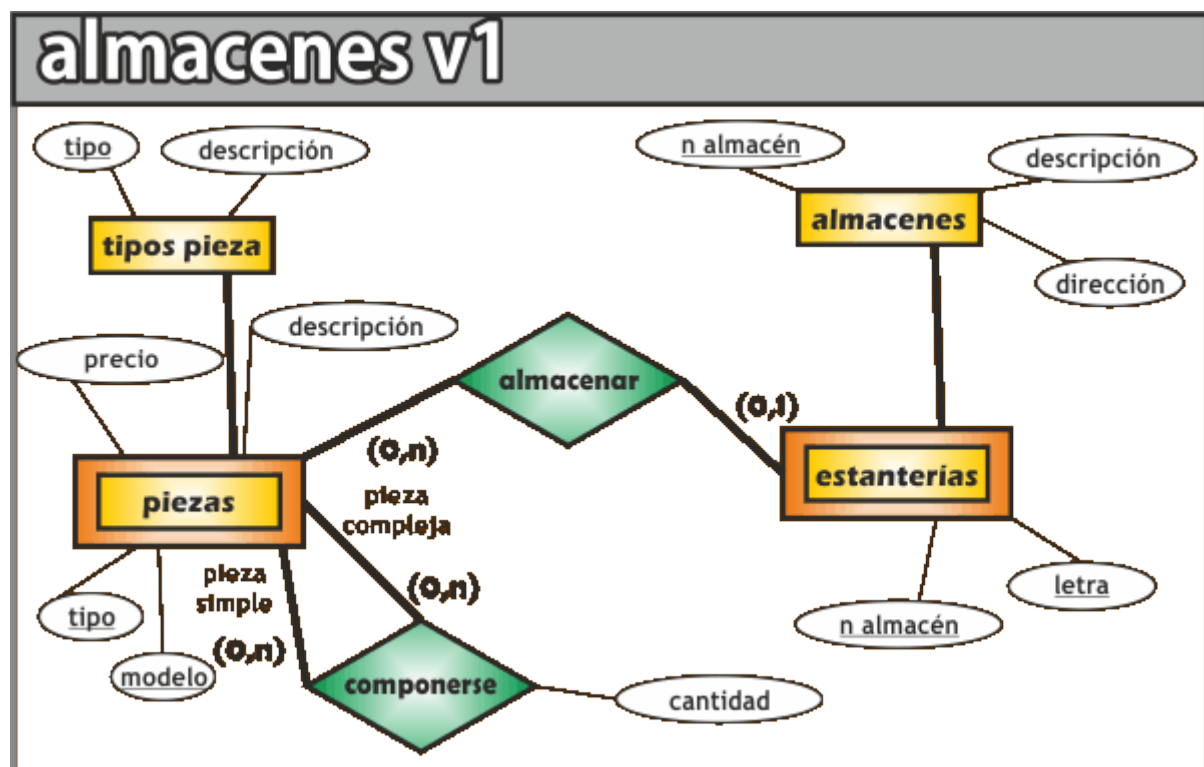 almacenes v1
tipo
descripción
n almacén
descripción
tipos pieza
almacenes
dirección
descripción
precio
almacenar
(0,1)
(0,n)
piezas
pieza
compleja
estanterías
pieza
simple
(0,n)
letra
tipo
n almacén
(0,n)
modelo
componerse
cantidad